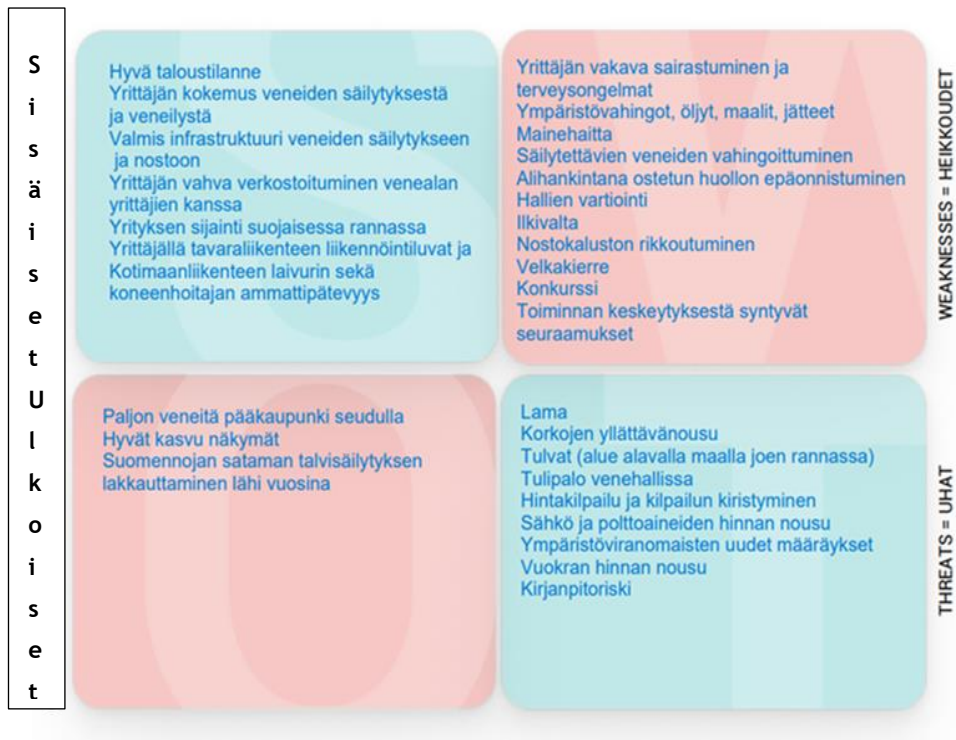 Sisäiset Ulkoiset
Hyvä taloustilanne
Yrittäjän kokemus veneiden säilytyksestä
ja veneilystä
Valmis infrastruktuuri veneiden säilytykseen
ja nostoon
Yrittäjän vahva verkostoituminen venealan
yrittäjien kanssa
Yrityksen sijainti suojaisessa rannassa
Yrittäjällä tavaraliikenteen liikennöintiluvat ja
Kotimaanliikenteen laivurin sekä
koneenhoitajan ammattipätevyys
S
Yrittäjän vakava sairastuminen ja
terveysongelmat
Ympäristövahingot, öljyt, maalit, jätteet
Mainehaitta
Säilytettävien veneiden vahingoittuminen
Alihankintana ostetun huollon epäonnistuminen
Hallien vartiointi
Ilkivalta
Nostokaluston rikkoutuminen
Velkakierre
Konkurssi
Toiminnan keskeytyksestä syntyvät
seuraamukset
W
WEAKNESSES = HEIKKOUDET
Paljon veneitä pääkaupunki seudulla
Hyvät kasvu näkymät
Suomennojan sataman talvisäilytyksen
lakkauttaminen lähi vuosina
O
Lama
Korkojen yllättävänousu
Tulvat (alue alavalla maalla joen rannassa)
Tulipalo venehallissa
Hintakilpailu ja kilpailun kiristyminen
Sähkö ja polttoaineiden hinnan nousu
Ympäristöviranomaisten uudet määräykset
Vuokran hinnan nousu
Kirjanpitoriski
T
THREATS = UHAT